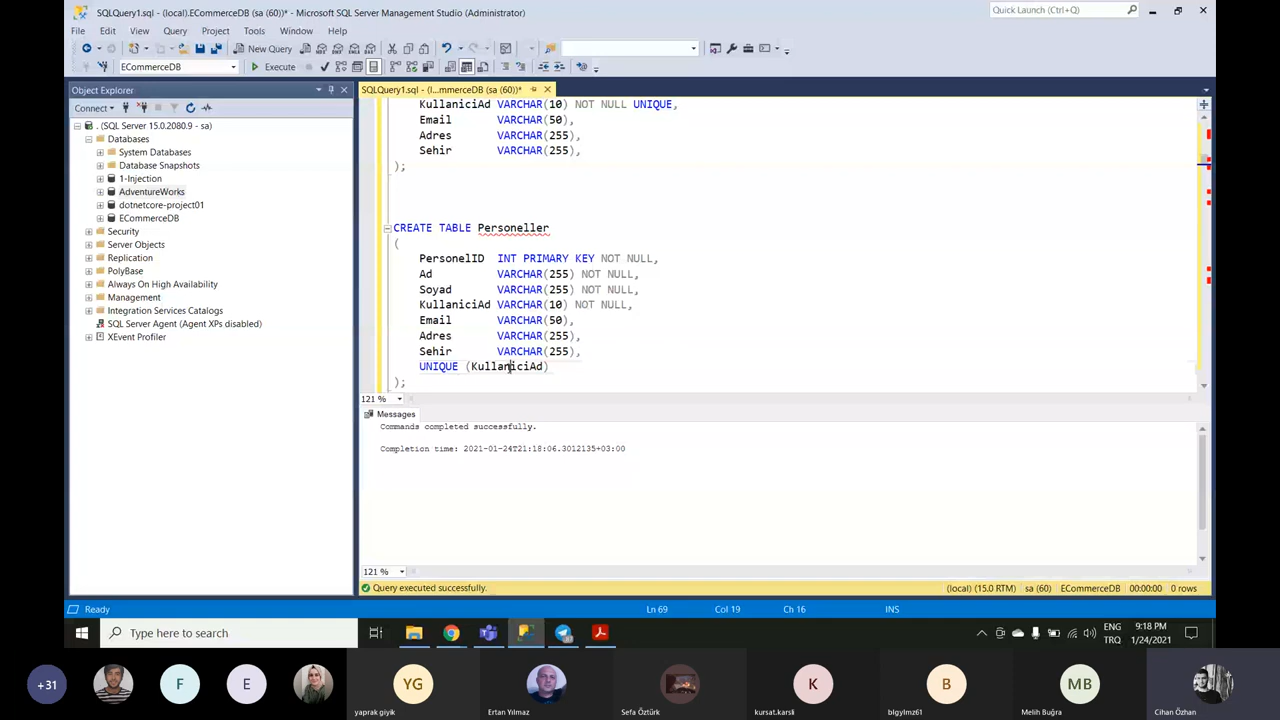 SQLQuery1.sql - (local).ECommerceDB (sa (60))* - Microsoft SQL Server Management Studio (Administrator)
Quick Launch (Ctrl+Q)
File Edit View Query Project Tools Window Help
New Query
ECommerceDB
Execute
Object Explorer
SQLQuery1.sql - (l...mmerceDB (sa (60))*
Connect
. (SQL Server 15.0.2080.9 - sa)
Databases
System Databases
Database Snapshots
1-Injection
AdventureWorks
dotnetcore-project01
ECommerceDB
Security
Server Objects
Replication
PolyBase
Always On High Availability
Management
Integration Services Catalogs
SQL Server Agent (Agent XPs disabled)
XEvent Profiler
KullaniciAd VARCHAR(10) NOT NULL UNIQUE,
Email VARCHAR(50),
Adres VARCHAR(255),
Sehir VARCHAR(255),
);
CREATE TABLE Personeller
(
PersonelID INT PRIMARY KEY NOT NULL,
Ad VARCHAR(255) NOT NULL,
Soyad VARCHAR(255) NOT NULL,
KullaniciAd VARCHAR(10) NOT NULL,
Email VARCHAR(50),
Adres VARCHAR(255),
Sehir VARCHAR(255),
UNIQUE (KullaniciAd)
);
121 %
Messages
Commands completed successfully.
Completion time: 2021-01-24T21:18:06.3012135+03:00
121 %
Query executed successfully.
(local) (15.0 RTM) sa (60) ECommerceDB 00:00:00 0 rows
Ready
Ln 69 Col 19 Ch 16 INS
Type here to search
ENG
TRQ
9:18 PM
1/24/2021
+31
F
E
YG
K
B
MB
yaprak giyik
Ertan Yılmaz
Sefa Öztürk
kursat.karsli
blgylmz61
Melih Buğra
Cihan Özhan